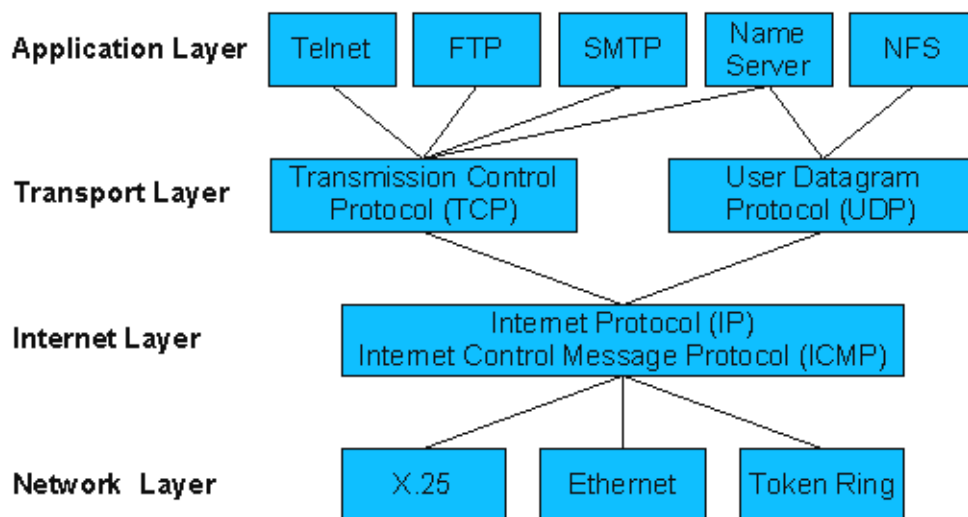 Application Layer
Telnet
FTP
SMTP
Name
Server
NFS
Transport Layer
Transmission Control
Protocol (TCP)
User Datagram
Protocol (UDP)
Internet Layer
Internet Protocol (IP)
Internet Control Message Protocol (ICMP)
Network Layer
X.25
Ethernet
Token Ring